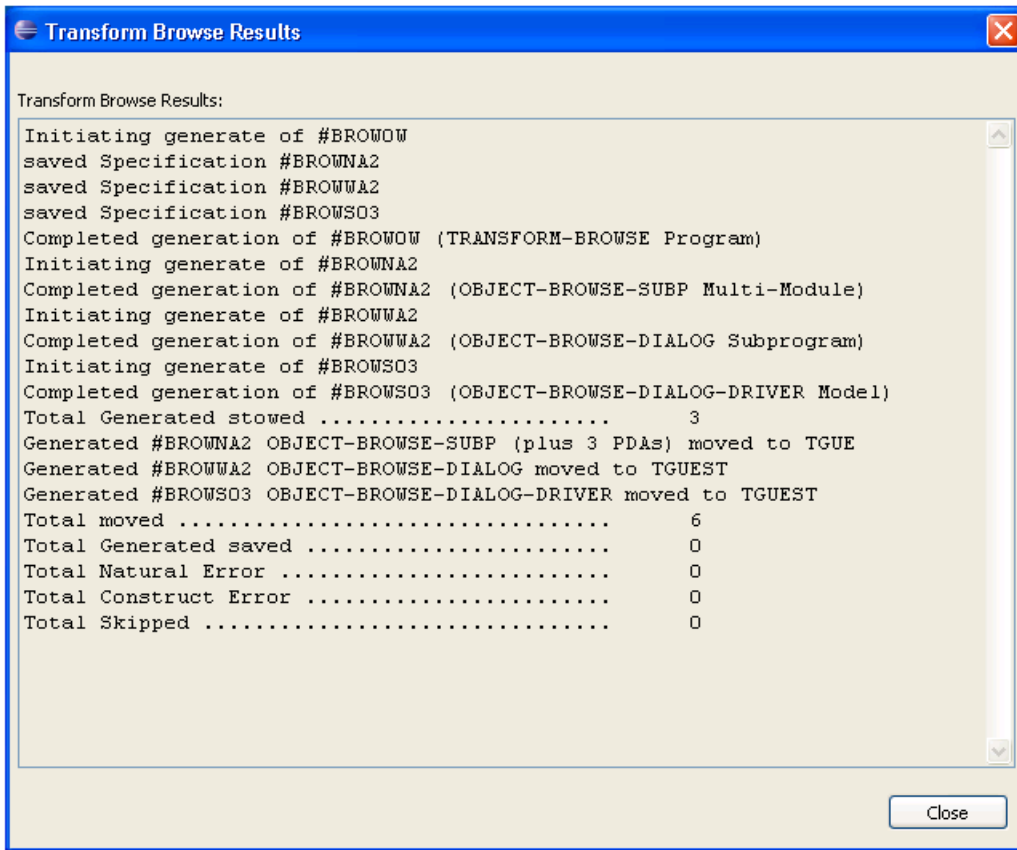 Transform Browse Results
Transform Browse Results:
Initiating generate of #BROWOW
saved Specification #BROWNA2
saved Specification #BROWWA2
saved Specification #BROWSO3
Completed generation of #BROWOW (TRANSFORM-BROWSE Program)
Initiating generate of #BROWNA2
Completed generation of #BROWNA2 (OBJECT-BROWSE-SUBP Multi-Module)
Initiating generate of #BROWWA2
Completed generation of #BROWWA2 (OBJECT-BROWSE-DIALOG Subprogram)
Initiating generate of #BROWSO3
Completed generation of #BROWSO3 (OBJECT-BROWSE-DIALOG-DRIVER Model)
Total Generated stowed ....................... 3
Generated #BROWNA2 OBJECT-BROWSE-SUBP (plus 3 PDAs) moved to TGUE
Generated #BROWWA2 OBJECT-BROWSE-DIALOG moved to TGUEST
Generated #BROWSO3 OBJECT-BROWSE-DIALOG-DRIVER moved to TGUEST
Total moved .................................. 6
Total Generated saved ........................ 0
Total Natural Error .......................... 0
Total Construct Error ........................ 0
Total Skipped ................................ 0
Close